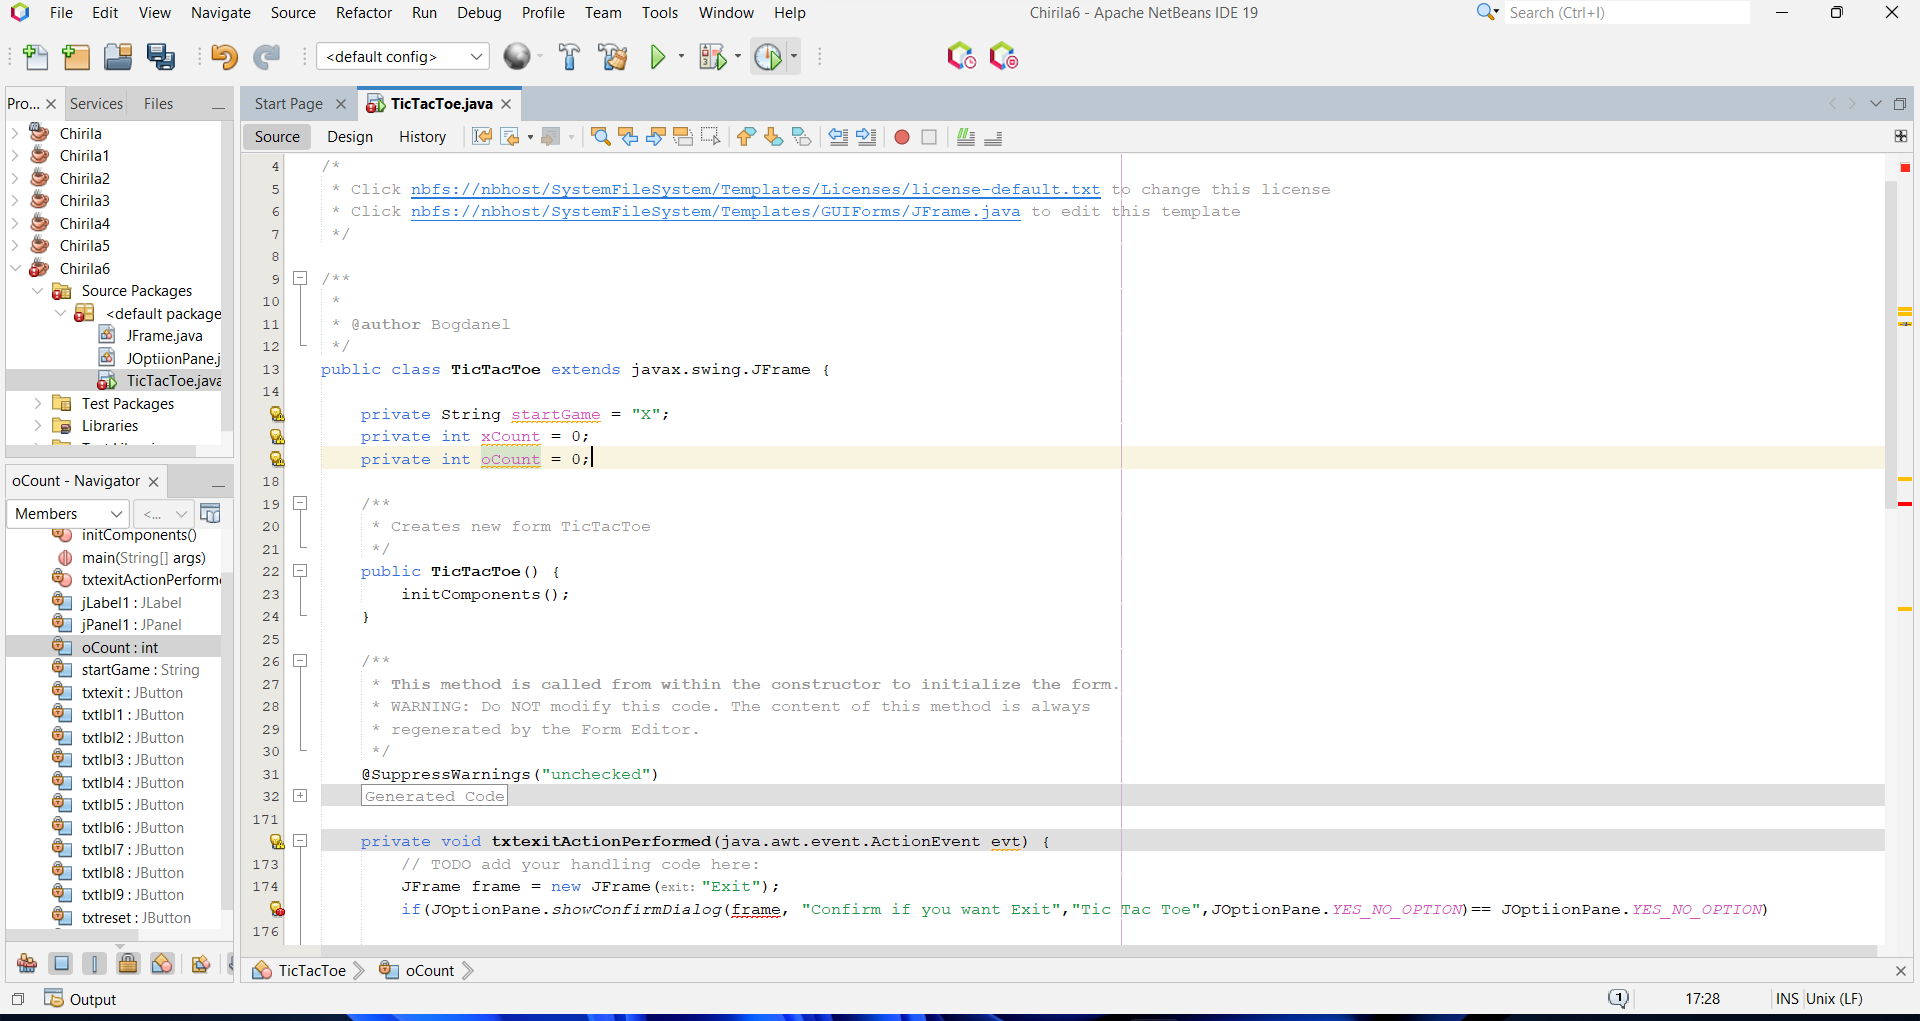 File Edit View Navigate Source Refactor Run Debug Profile Team Tools Window Help
Chirila6 - Apache NetBeans IDE 19
Search (Ctrl+I)
<default config>
Pro... Services Files
Start Page TicTacToe.java
Source Design History
Chirila
Chirila1
Chirila2
Chirila3
Chirila4
Chirila5
Chirila6
Source Packages
<default package
JFrame.java
JOptiionPane.j
TicTacToe.java
Test Packages
Libraries
oCount - Navigator
Members <...
initComponents()
main(String[] args)
txtexitActionPerform
jLabel1 : JLabel
jPanel1 : JPanel
oCount : int
startGame : String
txtexit : JButton
txtlbl1 : JButton
txtlbl2 : JButton
txtlbl3 : JButton
txtlbl4 : JButton
txtlbl5 : JButton
txtlbl6 : JButton
txtlbl7 : JButton
txtlbl8 : JButton
txtlbl9 : JButton
txtreset : JButton
4 /*
5 * Click nbfs://nbhost/SystemFileSystem/Templates/Licenses/license-default.txt to change this license
6 * Click nbfs://nbhost/SystemFileSystem/Templates/GUIForms/JFrame.java to edit this template
7 */
8
9 /**
10 *
11 * @author Bogdanel
12 */
13 public class TicTacToe extends javax.swing.JFrame {
14
private String startGame = "X";
private int xCount = 0;
private int oCount = 0;
18
19 /**
20 * Creates new form TicTacToe
21 */
22 public TicTacToe() {
23 initComponents();
24 }
25
26 /**
27 * This method is called from within the constructor to initialize the form.
28 * WARNING: Do NOT modify this code. The content of this method is always
29 * regenerated by the Form Editor.
30 */
31 @SuppressWarnings("unchecked")
32 Generated Code
171
private void txtexitActionPerformed(java.awt.event.ActionEvent evt) {
173 // TODO add your handling code here:
174 JFrame frame = new JFrame(exit: "Exit");
if(JOptionPane.showConfirmDialog(frame, "Confirm if you want Exit","Tic Tac Toe",JOptionPane.YES_NO_OPTION)== JOptiionPane.YES_NO_OPTION)
176
TicTacToe oCount
Output
1 17:28 INS Unix (LF)